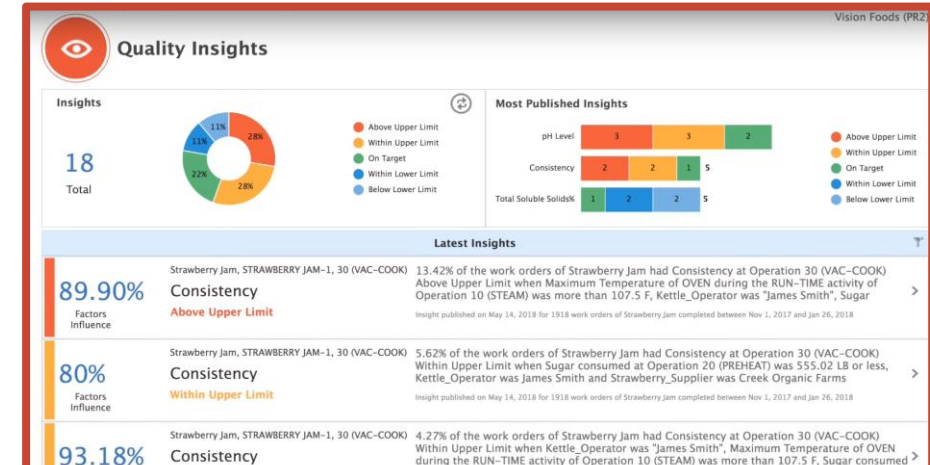 Vision Foods (PR2)
Quality Insights
Insights
18
Total
11%
28%
11%
22%
28%
Above Upper Limit
Within Upper Limit
On Target
Within Lower Limit
Below Lower Limit
Most Published Insights
pH Level 3 3 2
Consistency 2 2 1 5
Total Soluble Solids% 1 2 2 5
Above Upper Limit
Within Upper Limit
On Target
Within Lower Limit
Below Lower Limit
Latest Insights
89.90%
Factors
Influence
Strawberry Jam, STRAWBERRY JAM-1, 30 (VAC-COOK)
Consistency
Above Upper Limit
13.42% of the work orders of Strawberry Jam had Consistency at Operation 30 (VAC-COOK)
Above Upper Limit when Maximum Temperature of OVEN during the RUN-TIME activity of
Operation 10 (STEAM) was more than 107.5 F, Kettle_Operator was "James Smith", Sugar
Insight published on May 14, 2018 for 1918 work orders of Strawberry Jam completed between Nov 1, 2017 and Jan 26, 2018
80%
Factors
Influence
Strawberry Jam, STRAWBERRY JAM-1, 30 (VAC-COOK)
Consistency
Within Upper Limit
5.62% of the work orders of Strawberry Jam had Consistency at Operation 30 (VAC-COOK)
Within Upper Limit when Sugar consumed at Operation 20 (PREHEAT) was 555.02 LB or less,
Kettle_Operator was James Smith and Strawberry_Supplier was Creek Organic Farms
Insight published on May 14, 2018 for 1918 work orders of Strawberry Jam completed between Nov 1, 2017 and Jan 26, 2018
93.18%
Strawberry Jam, STRAWBERRY JAM-1, 30 (VAC-COOK)
Consistency
4.27% of the work orders of Strawberry Jam had Consistency at Operation 30 (VAC-COOK)
Within Upper Limit when Kettle_Operator was "James Smith", Maximum Temperature of OVEN
during the RUN-TIME activity of Operation 10 (STEAM) was more than 107.5 F, Sugar consumed